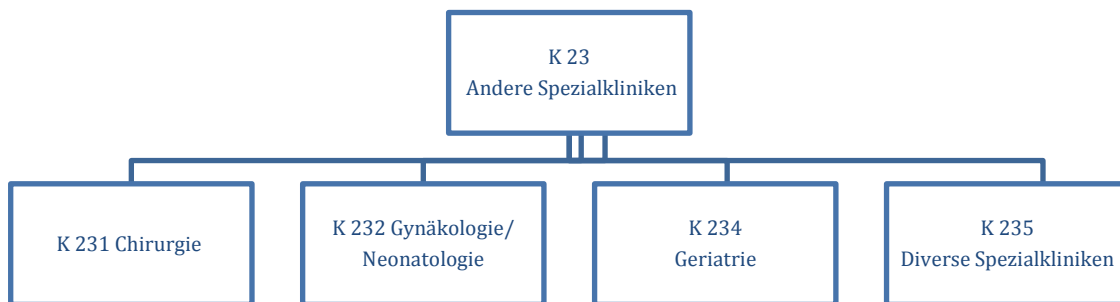 K 23
Andere Spezialkliniken
K 231 Chirurgie
K 232 Gynäkologie/
Neonatologie
K 234
Geriatrie
K 235
Diverse Spezialkliniken